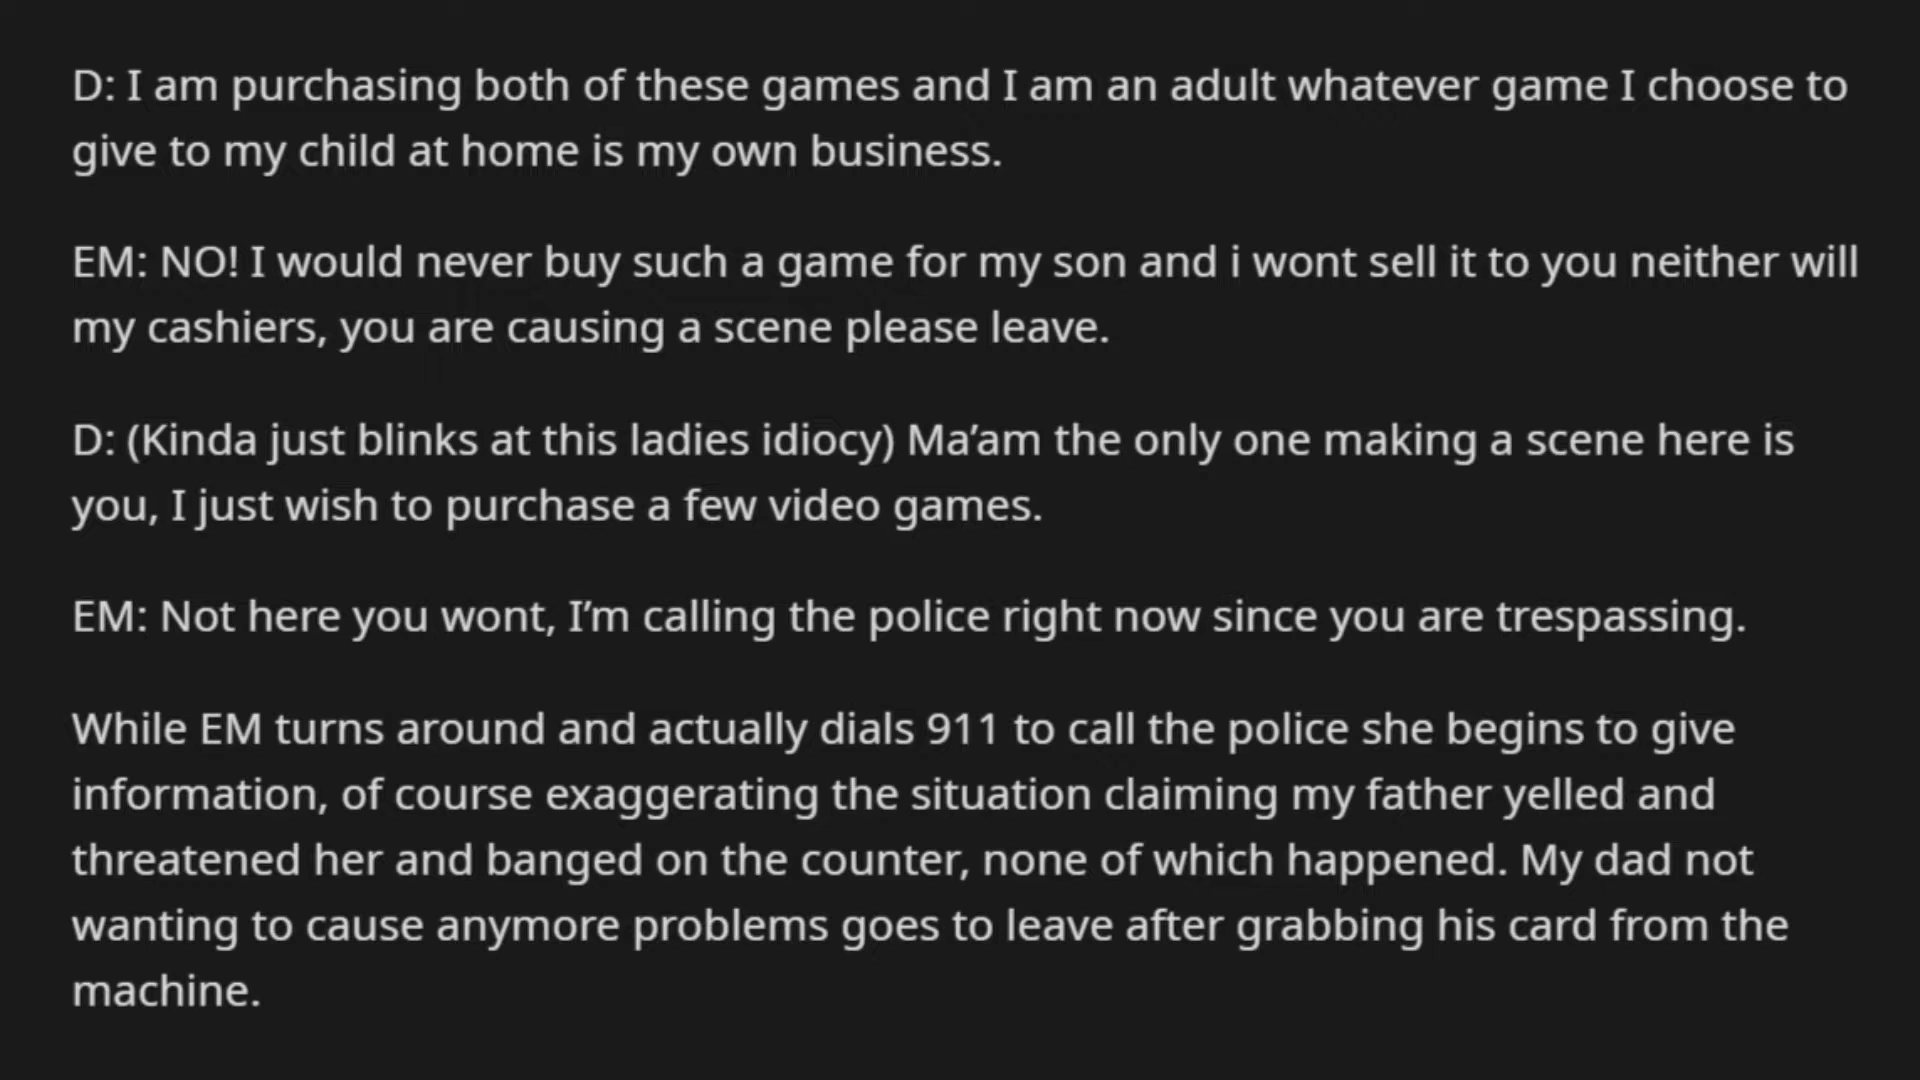 D: I am purchasing both of these games and I am an adult whatever game I choose to
give to my child at home is my own business.
EM: NO! I would never buy such a game for my son and i wont sell it to you neither will
my cashiers, you are causing a scene please leave.
D: (Kinda just blinks at this ladies idiocy) Ma’am the only one making a scene here is
you, I just wish to purchase a few video games.
EM: Not here you wont, I’m calling the police right now since you are trespassing.
While EM turns around and actually dials 911 to call the police she begins to give
information, of course exaggerating the situation claiming my father yelled and
threatened her and banged on the counter, none of which happened. My dad not
wanting to cause anymore problems goes to leave after grabbing his card from the
machine.